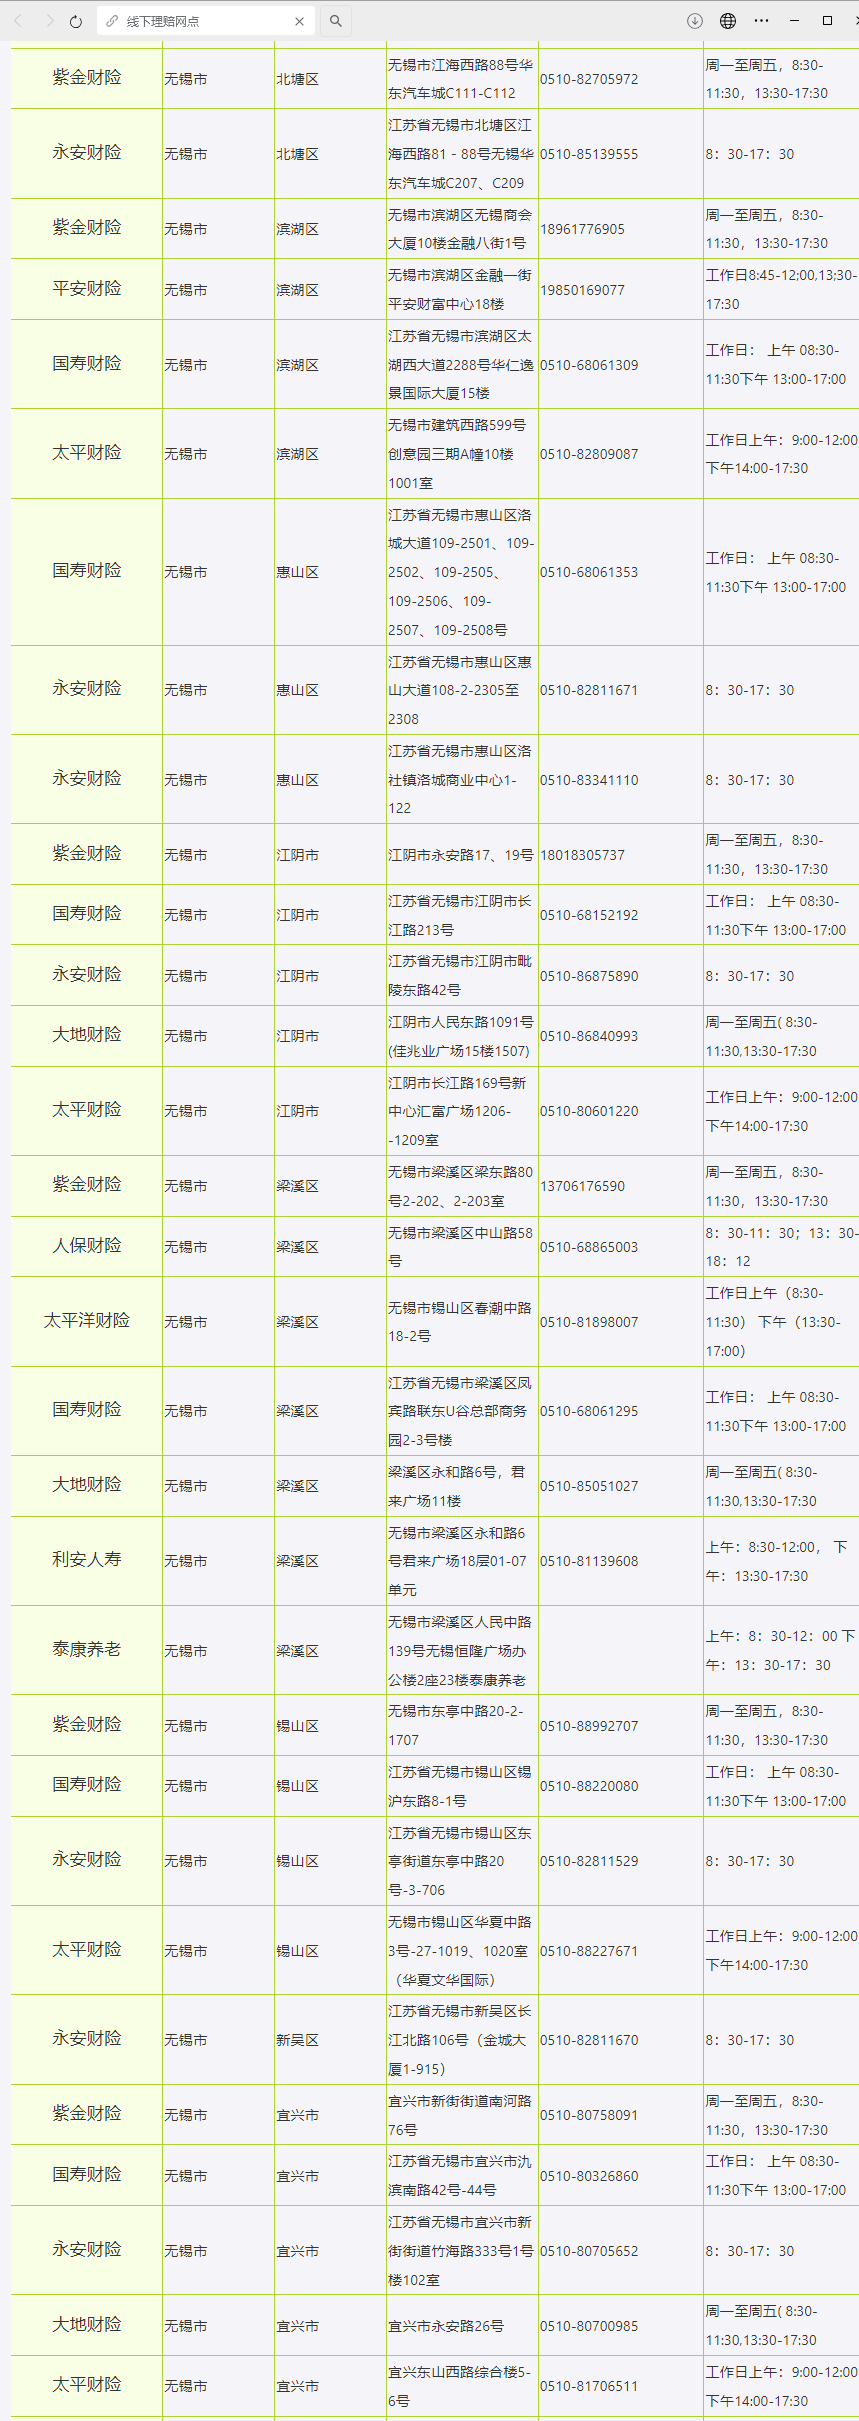 线下理赔网点
紫金财险 无锡市 北塘区 无锡市江海西路88号华东汽车城C111-C112 0510-82705972 周一至周五，8:30-11:30，13:30-17:30
永安财险 无锡市 北塘区 江苏省无锡市北塘区江海西路81－88号无锡华东汽车城C207、C209 0510-85139555 8：30-17：30
紫金财险 无锡市 滨湖区 无锡市滨湖区无锡商会大厦10楼金融八街1号 18961776905 周一至周五，8:30-11:30，13:30-17:30
平安财险 无锡市 滨湖区 无锡市滨湖区金融一街平安财富中心18楼 19850169077 工作日8:45-12;00,13;30-17:30
国寿财险 无锡市 滨湖区 江苏省无锡市滨湖区太湖西大道2288号华仁逸景国际大厦15楼 0510-68061309 工作日： 上午 08:30-11:30下午 13:00-17:00
太平财险 无锡市 滨湖区 无锡市建筑西路599号创意园三期A幢10楼1001室 0510-82809087 工作日上午：9:00-12:00下午14:00-17:30
国寿财险 无锡市 惠山区 江苏省无锡市惠山区洛城大道109-2501、109-2502、109-2505、109-2506、109-2507、109-2508号 0510-68061353 工作日： 上午 08:30-11:30下午 13:00-17:00
永安财险 无锡市 惠山区 江苏省无锡市惠山区惠山大道108-2-2305至2308 0510-82811671 8：30-17：30
永安财险 无锡市 惠山区 江苏省无锡市惠山区洛社镇洛城商业中心1-122 0510-83341110 8：30-17：30
紫金财险 无锡市 江阴市 江阴市永安路17、19号 18018305737 周一至周五，8:30-11:30，13:30-17:30
国寿财险 无锡市 江阴市 江苏省无锡市江阴市长江路213号 0510-68152192 工作日： 上午 08:30-11:30下午 13:00-17:00
永安财险 无锡市 江阴市 江苏省无锡市江阴市毗陵东路42号 0510-86875890 8：30-17：30
大地财险 无锡市 江阴市 江阴市人民东路1091号(佳兆业广场15楼1507) 0510-86840993 周一至周五( 8:30-11:30,13:30-17:30
太平财险 无锡市 江阴市 江阴市长江路169号新中心汇富广场1206--1209室 0510-80601220 工作日上午：9:00-12:00下午14:00-17:30
紫金财险 无锡市 梁溪区 无锡市梁溪区梁东路80号2-202、2-203室 13706176590 周一至周五，8:30-11:30，13:30-17:30
人保财险 无锡市 梁溪区 无锡市梁溪区中山路58号 0510-68865003 8：30-11：30；13：30-18：12
太平洋财险 无锡市 梁溪区 无锡市锡山区春潮中路18-2号 0510-81898007 工作日上午（8:30-11:30） 下午（13:30-17:00）
国寿财险 无锡市 梁溪区 江苏省无锡市梁溪区凤宾路联东U谷总部商务园2-3号楼 0510-68061295 工作日： 上午 08:30-11:30下午 13:00-17:00
大地财险 无锡市 梁溪区 梁溪区永和路6号，君来广场11楼 0510-85051027 周一至周五( 8:30-11:30,13:30-17:30
利安人寿 无锡市 梁溪区 无锡市梁溪区永和路6号君来广场18层01-07单元 0510-81139608 上午：8:30-12:00， 下午：13:30-17:30
泰康养老 无锡市 梁溪区 无锡市梁溪区人民中路139号无锡恒隆广场办公楼2座23楼泰康养老 上午：8：30-12：00 下午：13：30-17：30
紫金财险 无锡市 锡山区 无锡市东亭中路20-2-1707 0510-88992707 周一至周五，8:30-11:30，13:30-17:30
国寿财险 无锡市 锡山区 江苏省无锡市锡山区锡沪东路8-1号 0510-88220080 工作日： 上午 08:30-11:30下午 13:00-17:00
永安财险 无锡市 锡山区 江苏省无锡市锡山区东亭街道东亭中路20号-3-706 0510-82811529 8：30-17：30
太平财险 无锡市 锡山区 无锡市锡山区华夏中路3号-27-1019、1020室（华夏文华国际） 0510-88227671 工作日上午：9:00-12:00下午14:00-17:30
永安财险 无锡市 新吴区 江苏省无锡市新吴区长江北路106号（金城大厦1-915） 0510-82811670 8：30-17：30
紫金财险 无锡市 宜兴市 宜兴市新街街道南河路76号 0510-80758091 周一至周五，8:30-11:30，13:30-17:30
国寿财险 无锡市 宜兴市 江苏省无锡市宜兴市氿滨南路42号-44号 0510-80326860 工作日： 上午 08:30-11:30下午 13:00-17:00
永安财险 无锡市 宜兴市 江苏省无锡市宜兴市新街街道竹海路333号1号楼102室 0510-80705652 8：30-17：30
大地财险 无锡市 宜兴市 宜兴市永安路26号 0510-80700985 周一至周五( 8:30-11:30,13:30-17:30
太平财险 无锡市 宜兴市 宜兴东山西路综合楼5-6号 0510-81706511 工作日上午：9:00-12:00下午14:00-17:30